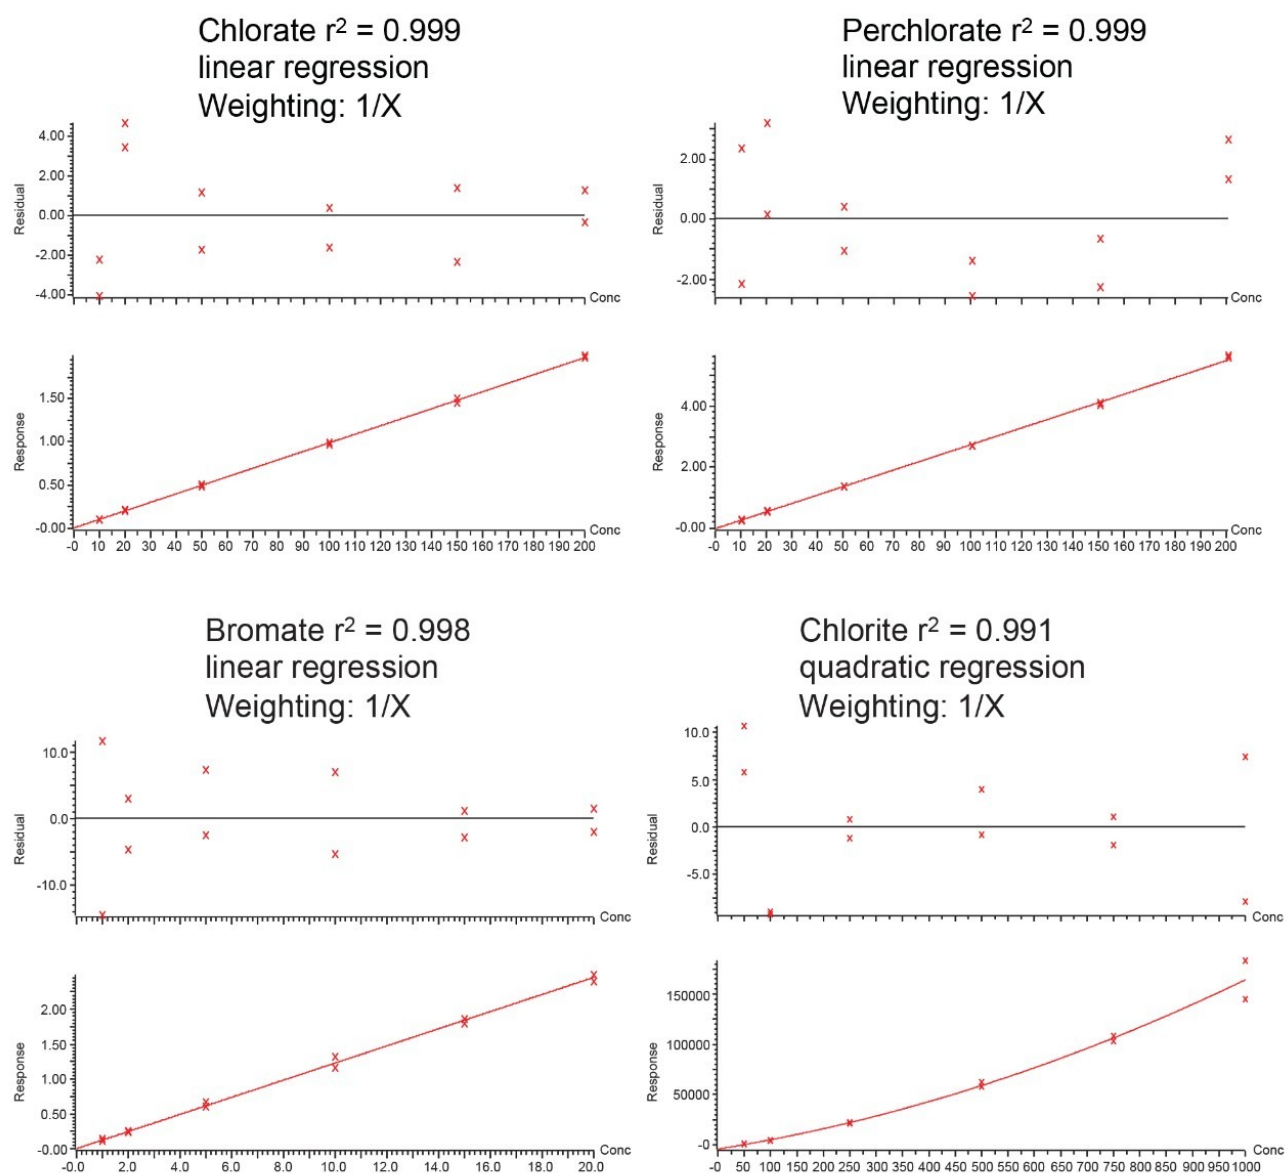 Chlorate r² = 0.999
linear regression
Weighting: 1/X
4.00
2.00
0.00
-2.00
-4.00
Residual
Conc
1.50
1.00
0.50
-0.00
Response
Conc
-0 10 20 30 40 50 60 70 80 90 100 110 120 130 140 150 160 170 180 190 200
Perchlorate r² = 0.999
linear regression
Weighting: 1/X
2.00
0.00
-2.00
Residual
Conc
4.00
2.00
-0.00
Response
Conc
-0 10 20 30 40 50 60 70 80 90 100 110 120 130 140 150 160 170 180 190 200
Bromate r² = 0.998
linear regression
Weighting: 1/X
10.0
0.0
-10.0
Residual
Conc
2.00
1.50
1.00
0.50
-0.00
Response
Conc
-0.0 2.0 4.0 6.0 8.0 10.0 12.0 14.0 16.0 18.0 20.0
Chlorite r² = 0.991
quadratic regression
Weighting: 1/X
10.0
5.0
0.0
-5.0
Residual
Conc
150000
100000
50000
-0
Response
Conc
-0 50 100 150 200 250 300 350 400 450 500 550 600 650 700 750 800 850 900 950 1000